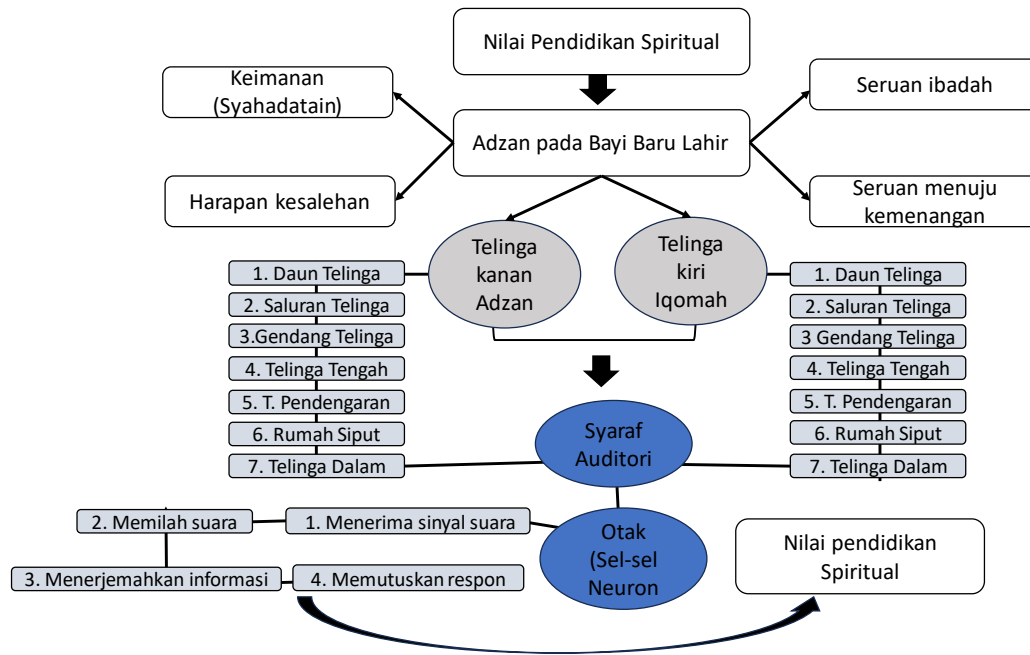 Nilai Pendidikan Spiritual
Keimanan
(Syahadatain)
Seruan ibadah
Adzan pada Bayi Baru Lahir
Harapan kesalehan
Seruan menuju
kemenangan
Telinga
kanan
Adzan
Telinga
kiri
Iqomah
1. Daun Telinga
2. Saluran Telinga
3.Gendang Telinga
4. Telinga Tengah
5. T. Pendengaran
6. Rumah Siput
7. Telinga Dalam
1. Daun Telinga
2. Saluran Telinga
3 Gendang Telinga
4. Telinga Tengah
5. T. Pendengaran
6. Rumah Siput
7. Telinga Dalam
Syaraf
Auditori
Otak
(Sel-sel
Neuron
1. Menerima sinyal suara
2. Memilah suara
3. Menerjemahkan informasi
4. Memutuskan respon
Nilai pendidikan
Spiritual